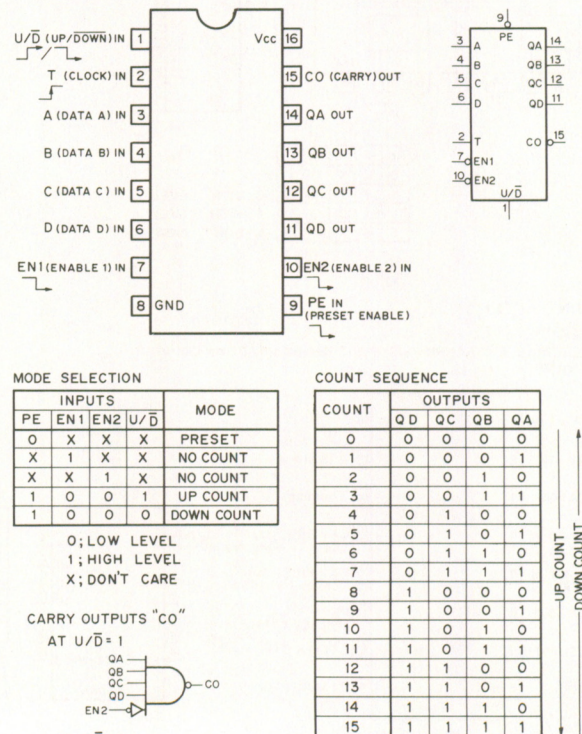 U/D̅ (UP/D̅O̅W̅N̅) IN 1
T (CLOCK) IN 2
A (DATA A) IN 3
B (DATA B) IN 4
C (DATA C) IN 5
D (DATA D) IN 6
EN1 (ENABLE 1) IN 7
8 GND
Vcc 16
15 CO (CARRY) OUT
14 QA OUT
13 QB OUT
12 QC OUT
11 QD OUT
10 EN2 (ENABLE 2) IN
9 PE IN
(PRESET ENABLE)
9
PE
3 A QA 14
4 B QB 13
5 C QC 12
6 D QD 11
2 T CO 15
7 EN1
10 EN2
U/D̅
1
MODE SELECTION
INPUTS MODE
PE EN1 EN2 U/D̅
0 X X X PRESET
X 1 X X NO COUNT
X X 1 X NO COUNT
1 0 0 1 UP COUNT
1 0 0 0 DOWN COUNT
0; LOW LEVEL
1; HIGH LEVEL
X; DON'T CARE
CARRY OUTPUTS "CO"
AT U/D̅ = 1
QA
QB
QC
QD
EN2
CO
COUNT SEQUENCE
COUNT OUTPUTS
QD QC QB QA
0 0 0 0 0
1 0 0 0 1
2 0 0 1 0
3 0 0 1 1
4 0 1 0 0
5 0 1 0 1
6 0 1 1 0
7 0 1 1 1
8 1 0 0 0
9 1 0 0 1
10 1 0 1 0
11 1 0 1 1
12 1 1 0 0
13 1 1 0 1
14 1 1 1 0
15 1 1 1 1
UP COUNT
DOWN COUNT